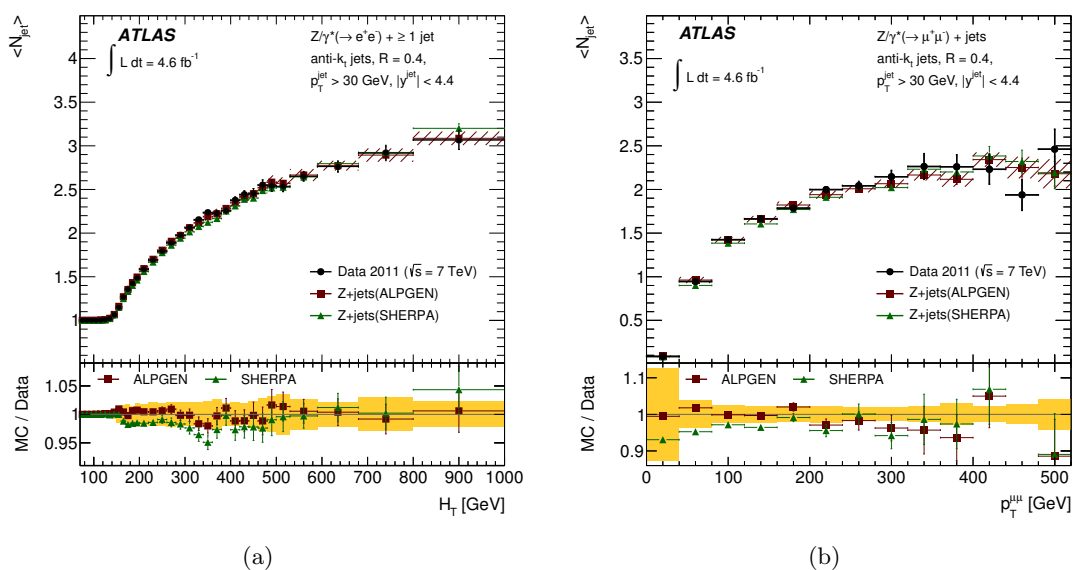 <N_jet>
ATLAS
∫ L dt = 4.6 fb⁻¹
Z/γ*(→ e⁺e⁻) + ≥ 1 jet
anti-k_t jets, R = 0.4,
p_T^jet > 30 GeV, |y^jet| < 4.4
4
3.5
3
2.5
2
1.5
1
Data 2011 (√s = 7 TeV)
Z+jets(ALPGEN)
Z+jets(SHERPA)
MC / Data
ALPGEN SHERPA
1.05
1
0.95
100 200 300 400 500 600 700 800 900 1000
H_T [GeV]
(a)
<N_jet>
ATLAS
∫ L dt = 4.6 fb⁻¹
Z/γ*(→ μ⁺μ⁻) + jets
anti-k_t jets, R = 0.4,
p_T^jet > 30 GeV, |y^jet| < 4.4
4
3.5
3
2.5
2
1.5
1
0.5
Data 2011 (√s = 7 TeV)
Z+jets(ALPGEN)
Z+jets(SHERPA)
MC / Data
ALPGEN SHERPA
1.1
1
0.9
0 100 200 300 400 500
p_T^μμ [GeV]
(b)